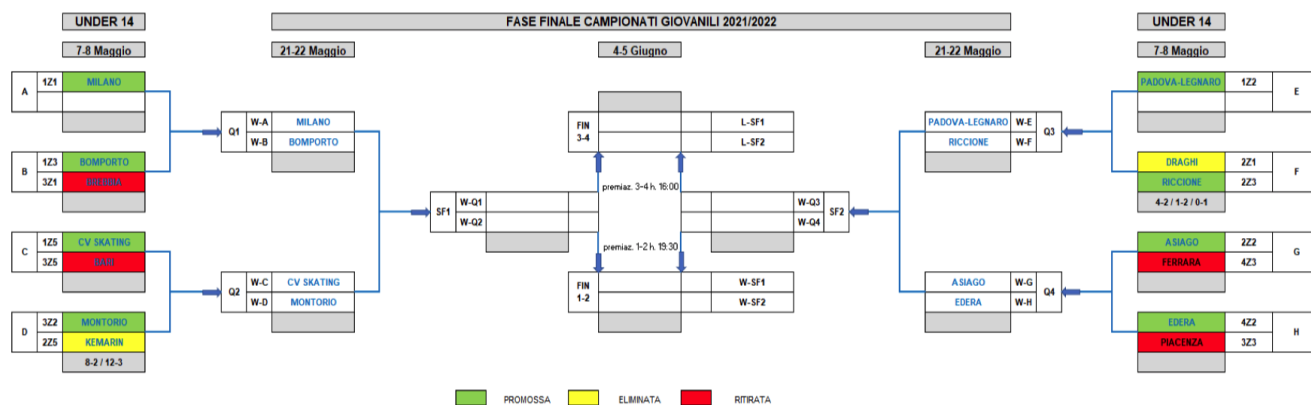 UNDER 14 FASE FINALE CAMPIONATI GIOVANILI 2021/2022 UNDER 14
7-8 Maggio 21-22 Maggio 4-5 Giugno 21-22 Maggio 7-8 Maggio
A 1Z1 MILANO
PADOVA-LEGNARO 1Z2 E
Q1 W-A MILANO
W-B BOMPORTO
FIN 3-4 L-SF1
L-SF2
PADOVA-LEGNARO W-E Q3
RICCIONE W-F
B 1Z3 BOMPORTO
3Z1 BREBBIA
DRAGHI 2Z1 F
RICCIONE 2Z3
4-2 / 1-2 / 0-1
premiaz. 3-4 h. 16:00
SF1 W-Q1
W-Q2
W-Q3 SF2
W-Q4
premiaz. 1-2 h. 19:30
C 1Z5 CV SKATING
3Z5 BARI
ASIAGO 2Z2 G
FERRARA 4Z3
Q2 W-C CV SKATING
W-D MONTORIO
FIN 1-2 W-SF1
W-SF2
ASIAGO W-G Q4
EDERA W-H
D 3Z2 MONTORIO
2Z5 KEMARIN
8-2 / 12-3
EDERA 4Z2 H
PIACENZA 3Z3
PROMOSSA ELIMINATA RITIRATA